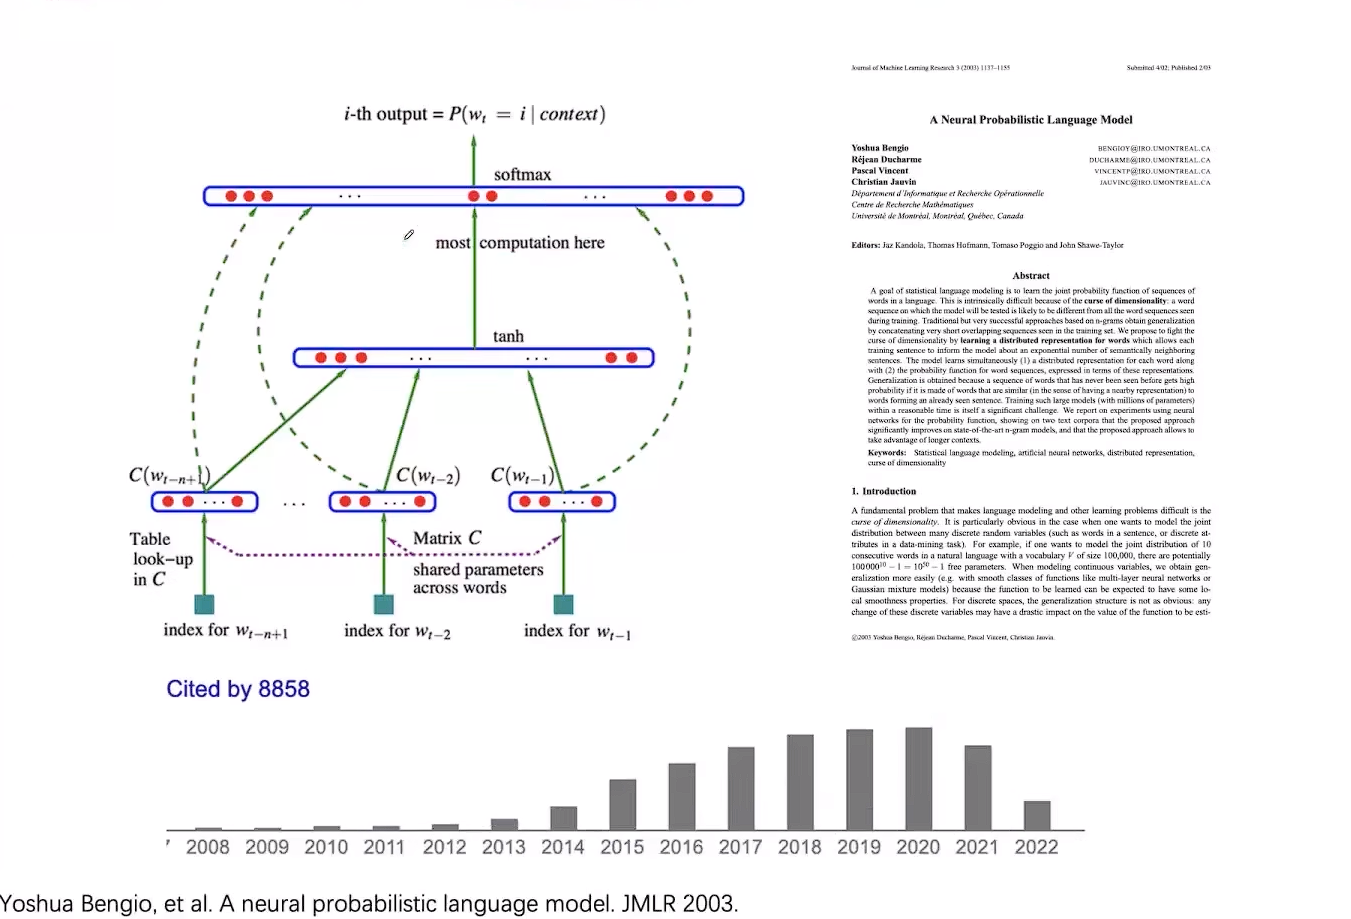 i-th output = P(wₜ = i | context)
softmax
... ...
most computation here
tanh
... ...
C(wₜ₋ₙ₊₁) C(wₜ₋₂) C(wₜ₋₁)
... ... ... ...
Table
look-up
in C
Matrix C
shared parameters
across words
index for wₜ₋ₙ₊₁ index for wₜ₋₂ index for wₜ₋₁
Journal of Machine Learning Research 3 (2003) 1137-1155 Submitted 4/02; Published 2/03
A Neural Probabilistic Language Model
Yoshua Bengio BENGIOY@IRO.UMONTREAL.CA
Réjean Ducharme DUCHARME@IRO.UMONTREAL.CA
Pascal Vincent VINCENTP@IRO.UMONTREAL.CA
Christian Jauvin JAUVINC@IRO.UMONTREAL.CA
Département d'Informatique et Recherche Opérationnelle
Centre de Recherche Mathématiques
Université de Montréal, Montréal, Québec, Canada
Editors: Jaz Kandola, Thomas Hofmann, Tomaso Poggio and John Shawe-Taylor
Abstract
A goal of statistical language modeling is to learn the joint probability function of sequences of
words in a language. This is intrinsically difficult because of the curse of dimensionality: a word
sequence on which the model will be tested is likely to be different from all the word sequences seen
during training. Traditional but very successful approaches based on n-grams obtain generalization
by concatenating very short overlapping sequences seen in the training set. We propose to fight the
curse of dimensionality by learning a distributed representation for words which allows each
training sentence to inform the model about an exponential number of semantically neighboring
sentences. The model learns simultaneously (1) a distributed representation for each word along
with (2) the probability function for word sequences, expressed in terms of these representations.
Generalization is obtained because a sequence of words that has never been seen before gets high
probability if it is made of words that are similar (in the sense of having a nearby representation) to
words forming an already seen sentence. Training such large models (with millions of parameters)
within a reasonable time is itself a significant challenge. We report on experiments using neural
networks for the probability function, showing on two text corpora that the proposed approach
significantly improves on state-of-the-art n-gram models, and that the proposed approach allows to
take advantage of longer contexts.
Keywords: Statistical language modeling, artificial neural networks, distributed representation,
curse of dimensionality
1. Introduction
A fundamental problem that makes language modeling and other learning problems difficult is the
curse of dimensionality. It is particularly obvious in the case when one wants to model the joint
distribution between many discrete random variables (such as words in a sentence, or discrete at-
tributes in a data-mining task). For example, if one wants to model the joint distribution of 10
consecutive words in a natural language with a vocabulary V of size 100,000, there are potentially
100000¹⁰ − 1 = 10⁵⁰ − 1 free parameters. When modeling continuous variables, we obtain gen-
eralization more easily (e.g. with smooth classes of functions like multi-layer neural networks or
Gaussian mixture models) because the function to be learned can be expected to have some lo-
cal smoothness properties. For discrete spaces, the generalization structure is not as obvious: any
change of these discrete variables may have a drastic impact on the value of the function to be esti-
©2003 Yoshua Bengio, Réjean Ducharme, Pascal Vincent, Christian Jauvin.
Cited by 8858
2008 2009 2010 2011 2012 2013 2014 2015 2016 2017 2018 2019 2020 2021 2022
Yoshua Bengio, et al. A neural probabilistic language model. JMLR 2003.